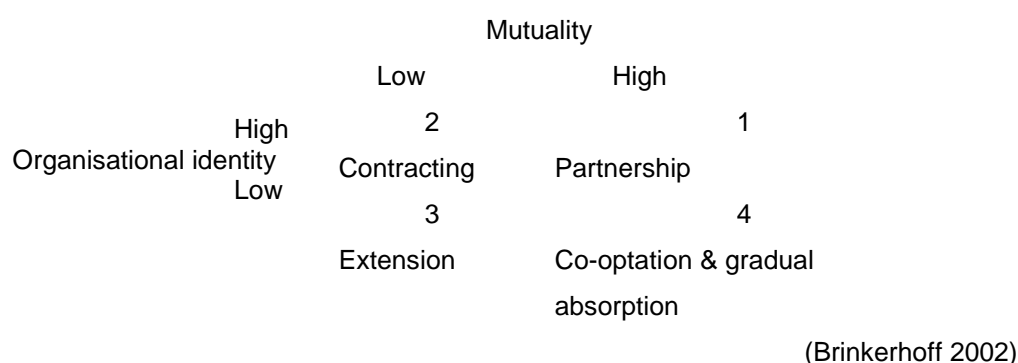 Mutuality
Low High
High 2 1
Organisational identity Contracting Partnership
Low
3 4
Extension Co-optation & gradual
absorption
(Brinkerhoff 2002)